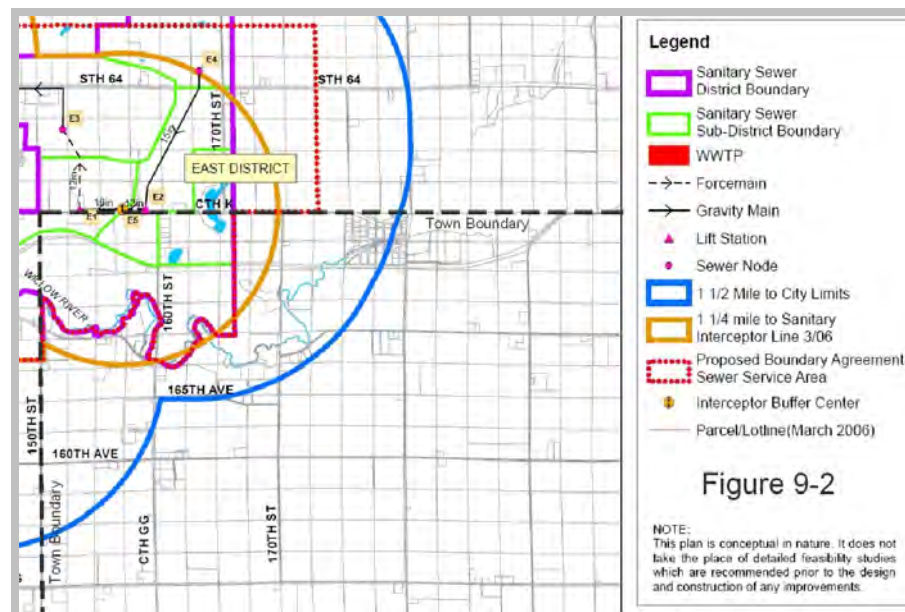 STH 64
E4
E3
170TH ST
15in
EAST DISTRICT
12in
E2
CTH K
E1
E5
Town Boundary
WILLOW RIVER
160TH ST
165TH AVE
150TH ST
160TH AVE
Town Boundary
CTH GG
170TH ST
Legend
Sanitary Sewer
District Boundary
Sanitary Sewer
Sub-District Boundary
WWTP
Forcemain
Gravity Main
Lift Station
Sewer Node
1 1/2 Mile to City Limits
1 1/4 mile to Sanitary
Interceptor Line 3/06
Proposed Boundary Agreement
Sewer Service Area
Interceptor Buffer Center
Parcel/Lotline(March 2006)
Figure 9-2
NOTE:
This plan is conceptual in nature. It does not
take the place of detailed feasibility studies
which are recommended prior to the design
and construction of any improvements.